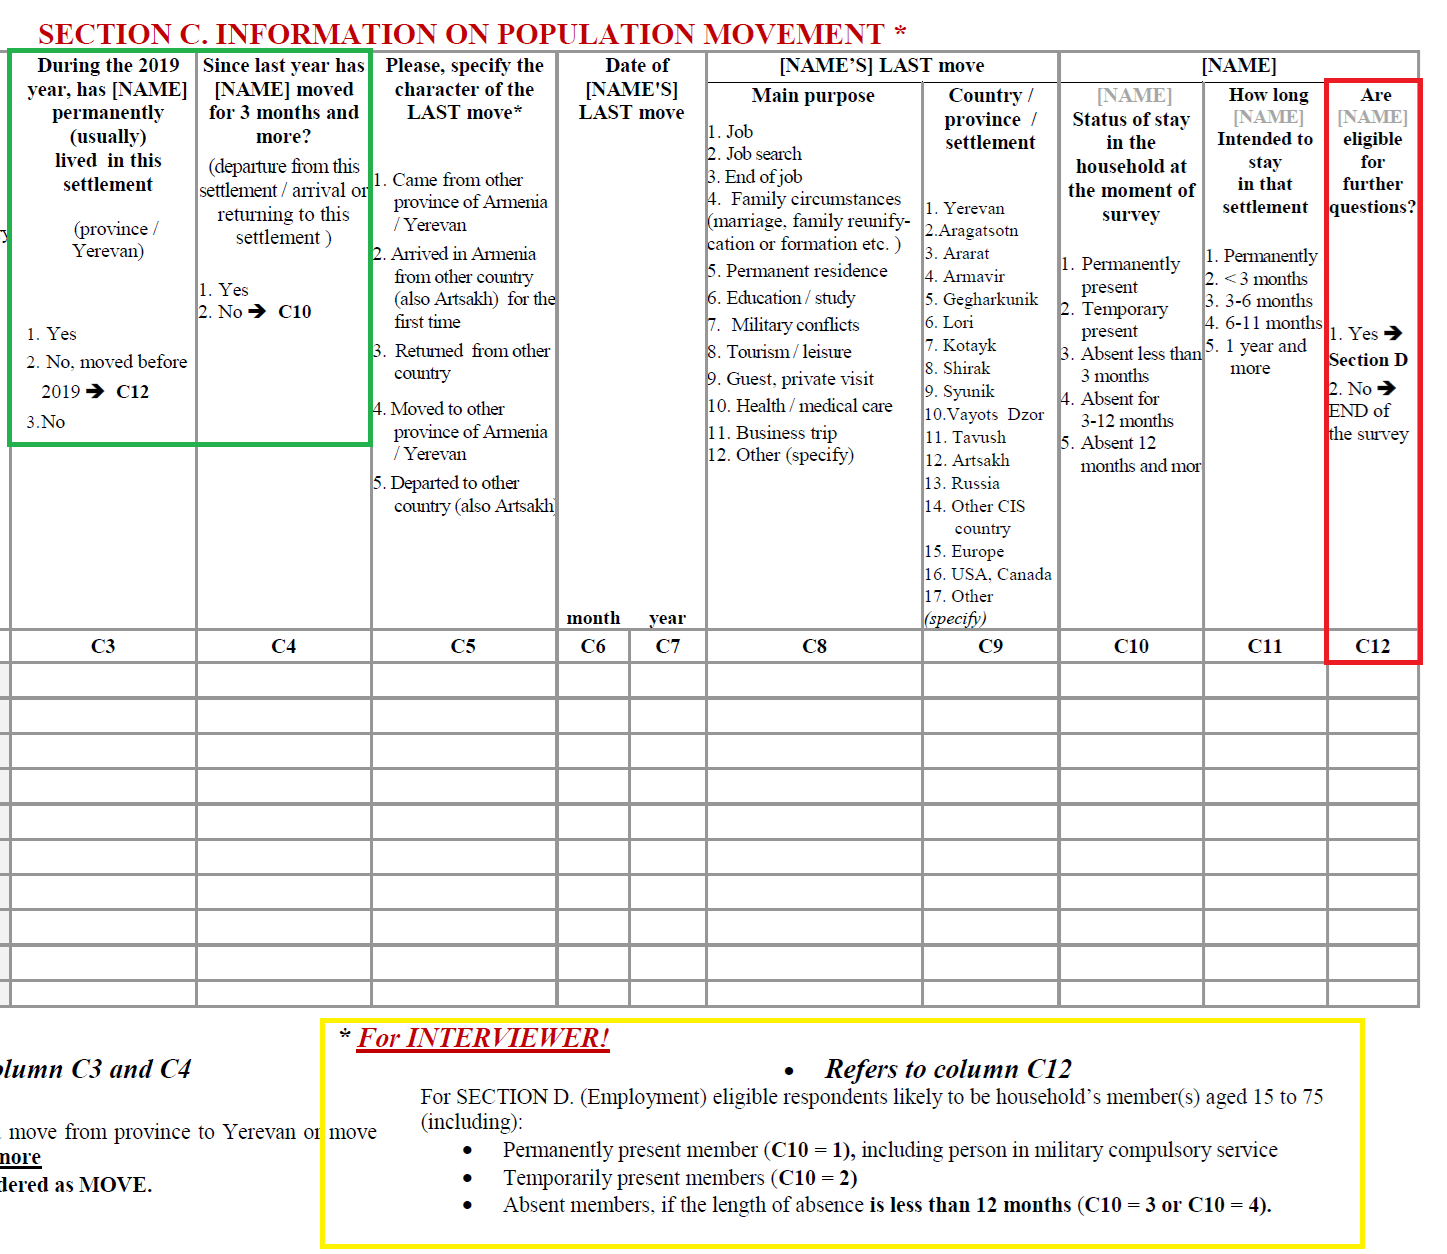 SECTION C. INFORMATION ON POPULATION MOVEMENT *
During the 2019
year, has [NAME]
permanently
(usually)
lived in this
settlement
(province /
Yerevan)
1. Yes
2. No, moved before
2019 ➔ C12
3.No
Since last year has
[NAME] moved
for 3 months and
more?
(departure from this
settlement / arrival or
returning to this
settlement )
1. Yes
2. No ➔ C10
Please, specify the
character of the
LAST move*
1. Came from other
province of Armenia
/ Yerevan
2. Arrived in Armenia
from other country
(also Artsakh) for the
first time
3. Returned from other
country
4. Moved to other
province of Armenia
/ Yerevan
5. Departed to other
country (also Artsakh)
Date of
[NAME'S]
LAST move
month year
[NAME’S] LAST move
Main purpose
1. Job
2. Job search
3. End of job
4. Family circumstances
(marriage, family reunify-
cation or formation etc. )
5. Permanent residence
6. Education / study
7. Military conflicts
8. Tourism / leisure
9. Guest, private visit
10. Health / medical care
11. Business trip
12. Other (specify)
Country /
province /
settlement
1. Yerevan
2.Aragatsotn
3. Ararat
4. Armavir
5. Gegharkunik
6. Lori
7. Kotayk
8. Shirak
9. Syunik
10.Vayots Dzor
11. Tavush
12. Artsakh
13. Russia
14. Other CIS
country
15. Europe
16. USA, Canada
17. Other
(specify)
[NAME]
[NAME]
Status of stay
in the
household at
the moment of
survey
1. Permanently
present
2. Temporary
present
3. Absent less than
3 months
4. Absent for
3-12 months
5. Absent 12
months and mor
How long
[NAME]
Intended to
stay
in that
settlement
1. Permanently
2. < 3 months
3. 3-6 months
4. 6-11 months
5. 1 year and
more
Are
[NAME]
eligible
for
further
questions?
1. Yes ➔
Section D
2. No ➔
END of
the survey
C3 C4 C5 C6 C7 C8 C9 C10 C11 C12
olumn C3 and C4
move from province to Yerevan or move
more
dered as MOVE.
* For INTERVIEWER!
• Refers to column C12
For SECTION D. (Employment) eligible respondents likely to be household’s member(s) aged 15 to 75
(including):
• Permanently present member (C10 = 1), including person in military compulsory service
• Temporarily present members (C10 = 2)
• Absent members, if the length of absence is less than 12 months (C10 = 3 or C10 = 4).